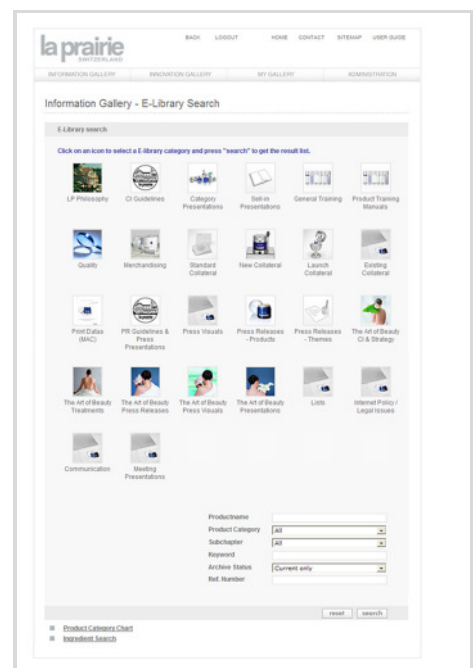 la prairie
SWITZERLAND
BACK LOGOUT HOME CONTACT SITEMAP USER GUIDE
INFORMATION GALLERY INNOVATION GALLERY MY GALLERY ADMINISTRATION
Information Gallery - E-Library Search
E-Library search
Click on an icon to select a E-library category and press "search" to get the result list.
LP Philosophy CI Guidelines Category Presentations Sell-in Presentations General Training Product Training Manuals
Quality Merchandising Standard Collateral New Collateral Launch Collateral Existing Collateral
Print Datas (MAC) PR Guidelines & Press Presentations Press Visuals Press Releases - Products Press Releases - Themes The Art of Beauty CI & Strategy
The Art of Beauty Treatments The Art of Beauty Press Releases The Art of Beauty Press Visuals The Art of Beauty Presentations Lists Internet Policy / Legal Issues
Communication Meeting Presentations
Productname
Product Category All
Subchapter All
Keyword
Archive Status Current only
Ref. Number
reset search
Product Category Chart
Ingredient Search